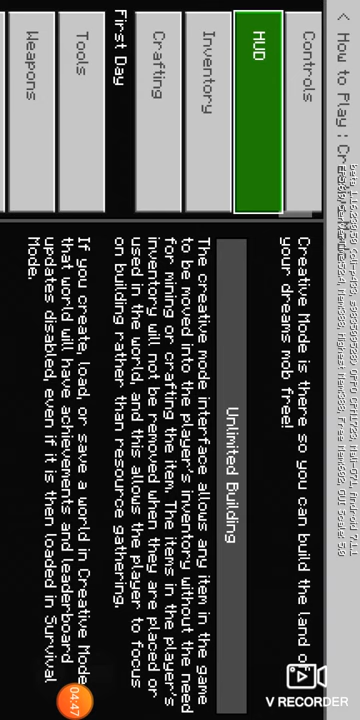 < How to Play : Cr
Controls
HUD
Inventory
Crafting
First Day
Tools
Weapons
Creative Mode is there so you can build the land of
your dreams mob free!
Unlimited Building
The creative mode interface allows any item in the game
to be moved into the player's inventory without the need
for mining or crafting the item. The items in the player's
inventory will not be removed when they are placed or
used in the world, and this allows the player to focus
on building rather than resource gathering.
If you create, load, or save a world in Creative Mode,
that world will have achievements and leaderboard
updates disabled, even if it is then loaded in Survival
Mode.
04:47
V RECORDER